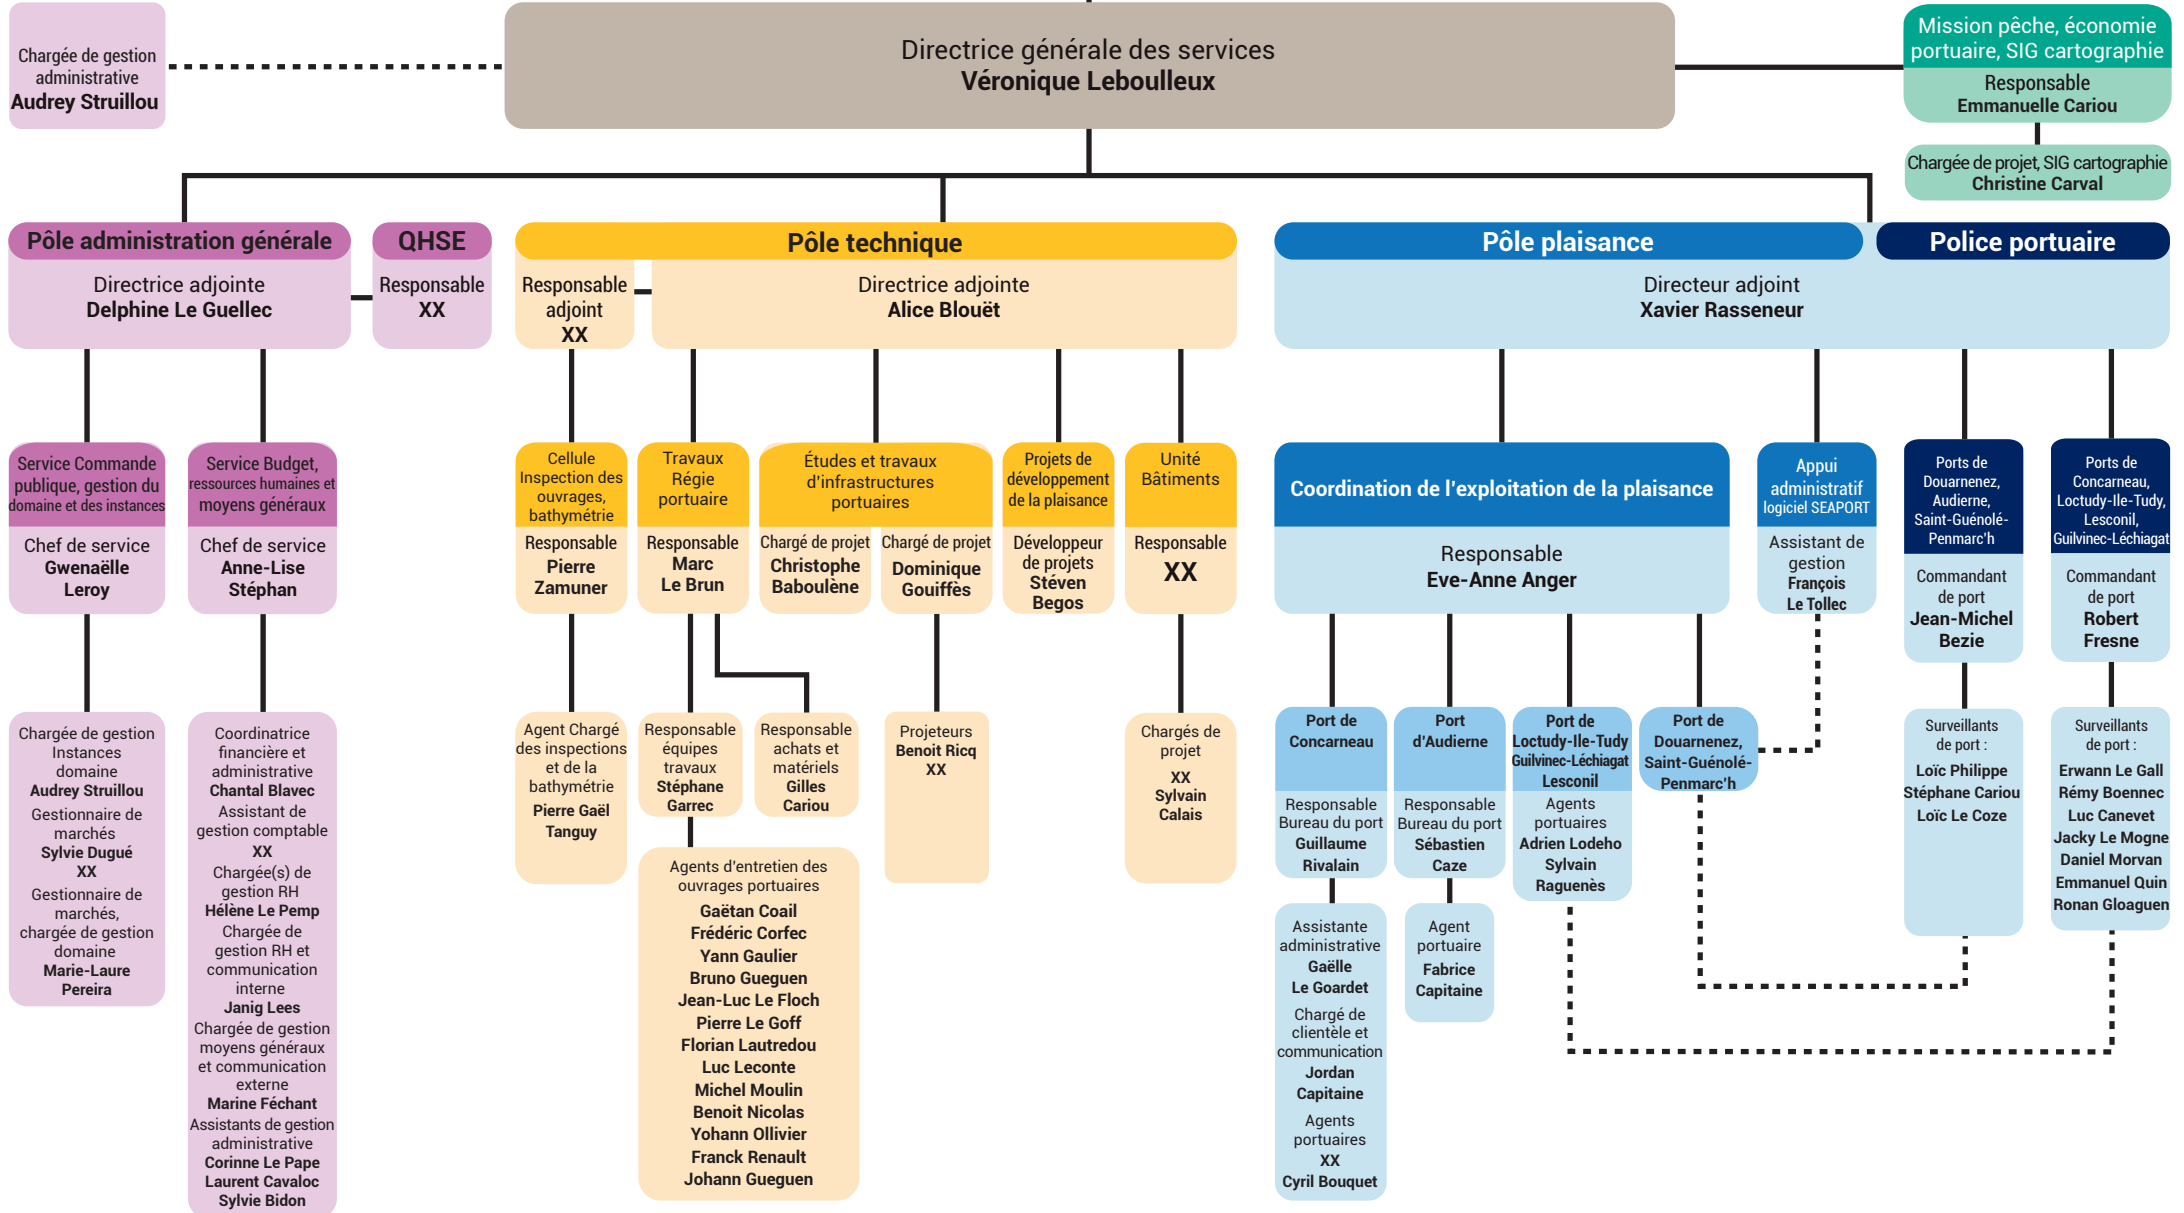 Chargée de gestion
administrative
Audrey Struillou
Directrice générale des services
Véronique Leboulleux
Mission pêche, économie
portuaire, SIG cartographie
Responsable
Emmanuelle Cariou
Chargée de projet, SIG cartographie
Christine Carval
Pôle administration générale
Directrice adjointe
Delphine Le Guellec
QHSE
Responsable
XX
Pôle technique
Responsable
adjoint
XX
Directrice adjointe
Alice Blouët
Pôle plaisance
Police portuaire
Directeur adjoint
Xavier Rasseneur
Service Commande
publique, gestion du
domaine et des instances
Chef de service
Gwenaëlle
Leroy
Service Budget,
ressources humaines et
moyens généraux
Chef de service
Anne-Lise
Stéphan
Cellule
Inspection des
ouvrages,
bathymétrie
Responsable
Pierre
Zamuner
Travaux
Régie
portuaire
Responsable
Marc
Le Brun
Études et travaux
d'infrastructures
portuaires
Chargé de projet
Christophe
Baboulène
Chargé de projet
Dominique
Gouiffès
Projets de
développement
de la plaisance
Développeur
de projets
Stéven
Begos
Unité
Bâtiments
Responsable
XX
Coordination de l'exploitation de la plaisance
Responsable
Eve-Anne Anger
Appui
administratif
logiciel SEAPORT
Assistant de
gestion
François
Le Tollec
Ports de
Douarnenez,
Audierne,
Saint-Guénolé-
Penmarc'h
Commandant
de port
Jean-Michel
Bezie
Ports de
Concarneau,
Loctudy-Ile-Tudy,
Lesconil,
Guilvinec-Léchiagat
Commandant
de port
Robert
Fresne
Chargée de gestion
Instances
domaine
Audrey Struillou
Gestionnaire de
marchés
Sylvie Dugué
XX
Gestionnaire de
marchés,
chargée de gestion
domaine
Marie-Laure
Pereira
Coordinatrice
financière et
administrative
Chantal Blavec
Assistant de
gestion comptable
XX
Chargée(s) de
gestion RH
Hélène Le Pemp
Chargée de
gestion RH et
communication
interne
Janig Lees
Chargée de gestion
moyens généraux
et communication
externe
Marine Féchant
Assistants de gestion
administrative
Corinne Le Pape
Laurent Cavaloc
Sylvie Bidon
Agent Chargé
des inspections
et de la
bathymétrie
Pierre Gaël
Tanguy
Responsable
équipes
travaux
Stéphane
Garrec
Responsable
achats et
matériels
Gilles
Cariou
Agents d'entretien des
ouvrages portuaires
Gaëtan Coail
Frédéric Corfec
Yann Gaulier
Bruno Gueguen
Jean-Luc Le Floch
Pierre Le Goff
Florian Lautredou
Luc Leconte
Michel Moulin
Benoit Nicolas
Yohann Ollivier
Franck Renault
Johann Gueguen
Projeteurs
Benoit Ricq
XX
Chargés de
projet
XX
Sylvain
Calais
Port de
Concarneau
Responsable
Bureau du port
Guillaume
Rivalain
Assistante
administrative
Gaëlle
Le Goardet
Chargé de
clientèle et
communication
Jordan
Capitaine
Agents
portuaires
XX
Cyril Bouquet
Port
d'Audierne
Responsable
Bureau du port
Sébastien
Caze
Agent
portuaire
Fabrice
Capitaine
Port de
Loctudy-Ile-Tudy
Guilvinec-Léchiagat
Lesconil
Agents
portuaires
Adrien Lodeho
Sylvain
Raguenès
Port de
Douarnenez,
Saint-Guénolé-
Penmarc'h
Surveillants
de port :
Loïc Philippe
Stéphane Cariou
Loïc Le Coze
Surveillants
de port :
Erwann Le Gall
Rémy Boennec
Luc Canevet
Jacky Le Mogne
Daniel Morvan
Emmanuel Quin
Ronan Gloaguen